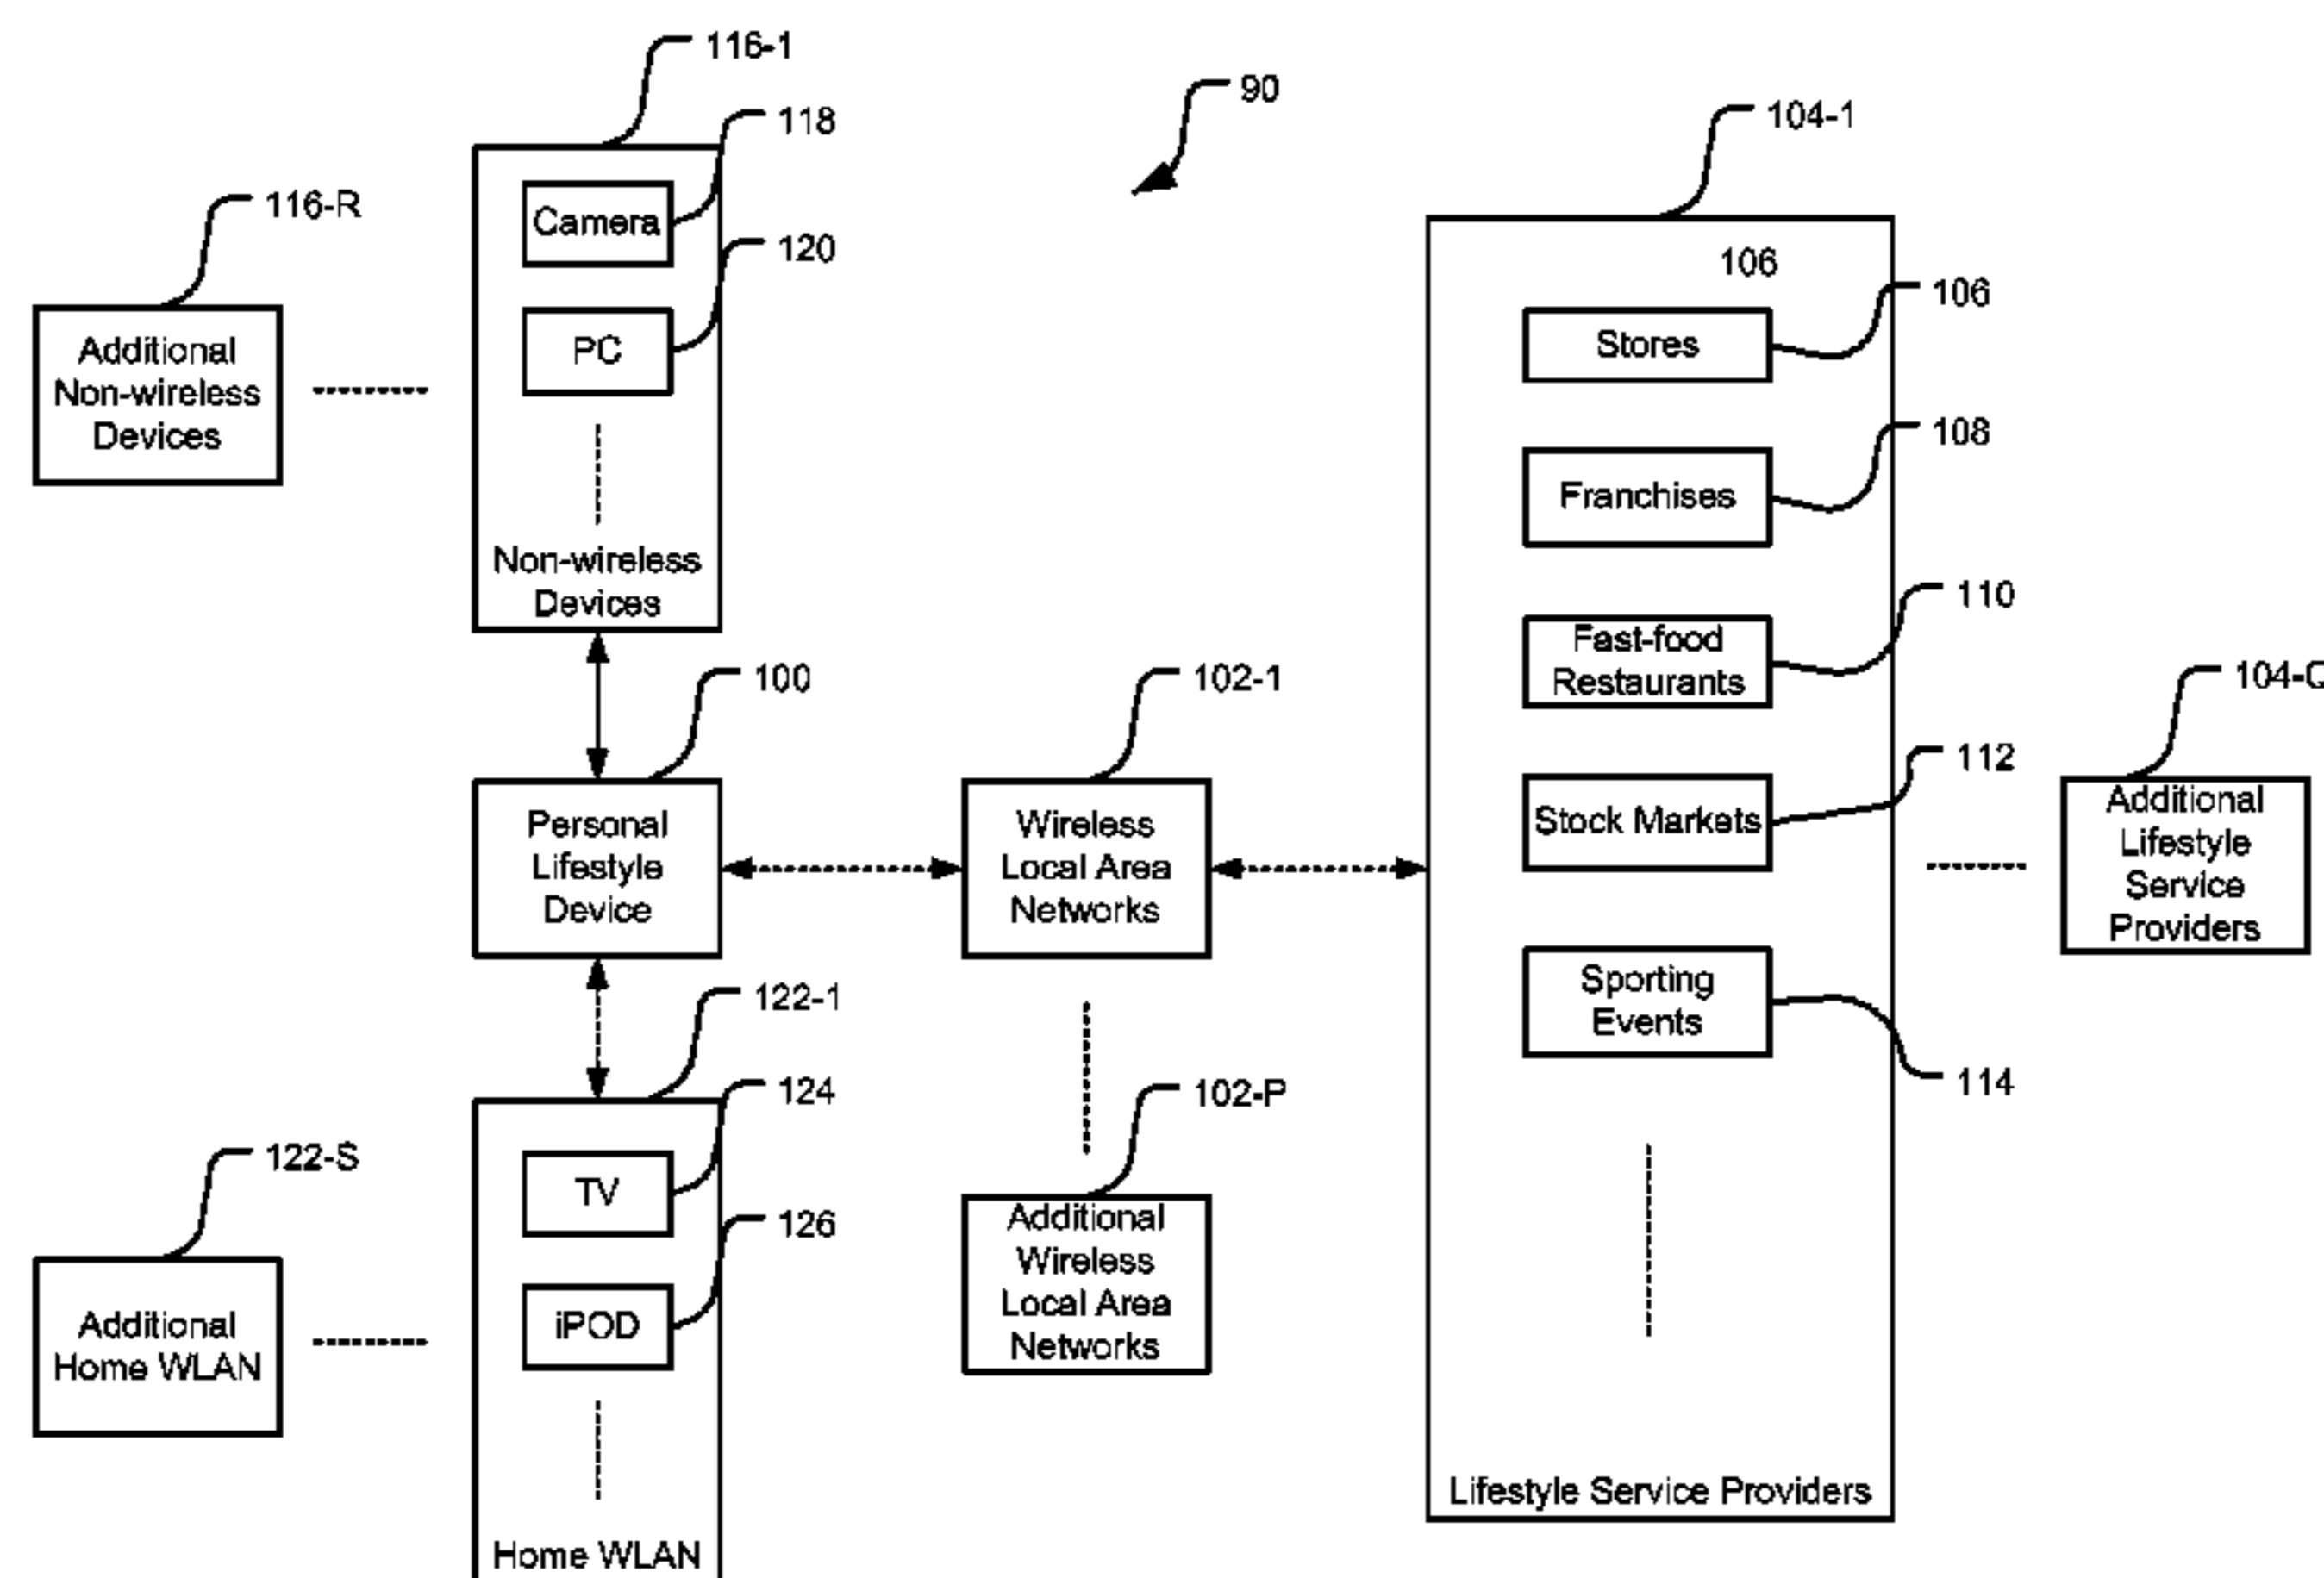 116-1
90
118
104-1
116-R
Camera
120
106
106
Additional
Non-wireless
Devices
PC
Stores
108
Franchises
Non-wireless
Devices
110
Fast-food
Restaurants
100
102-1
104-Q
112
Personal
Lifestyle
Device
Wireless
Local Area
Networks
Stock Markets
Additional
Lifestyle
Service
Providers
122-1
Sporting
Events
114
124
102-P
122-S
TV
126
Additional
Wireless
Local Area
Networks
Additional
Home WLAN
iPOD
Lifestyle Service Providers
Home WLAN